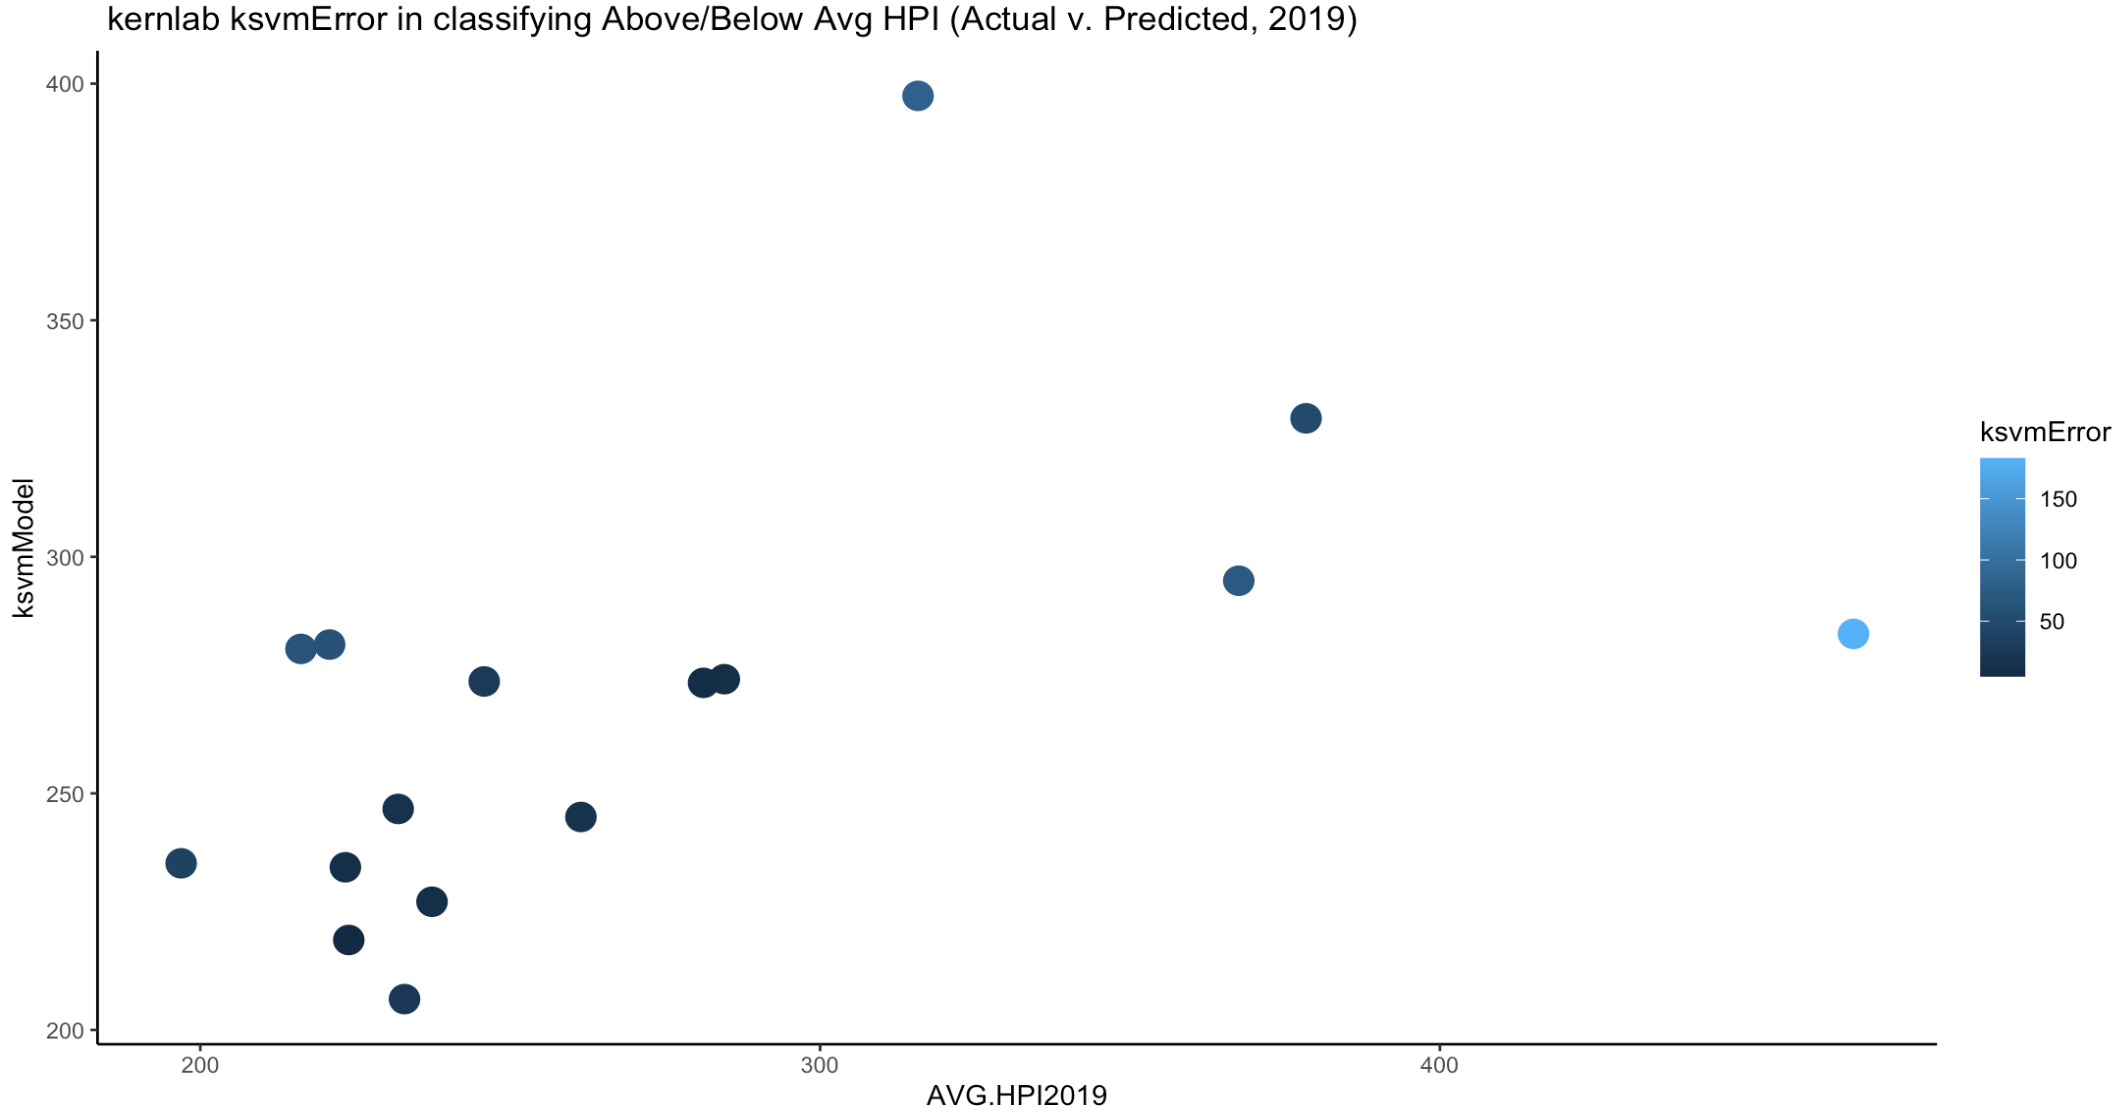 kernlab ksvmError in classifying Above/Below Avg HPI (Actual v. Predicted, 2019)
400
350
300
250
200
ksvmModel
200
300
400
AVG.HPI2019
ksvmError
150
100
50